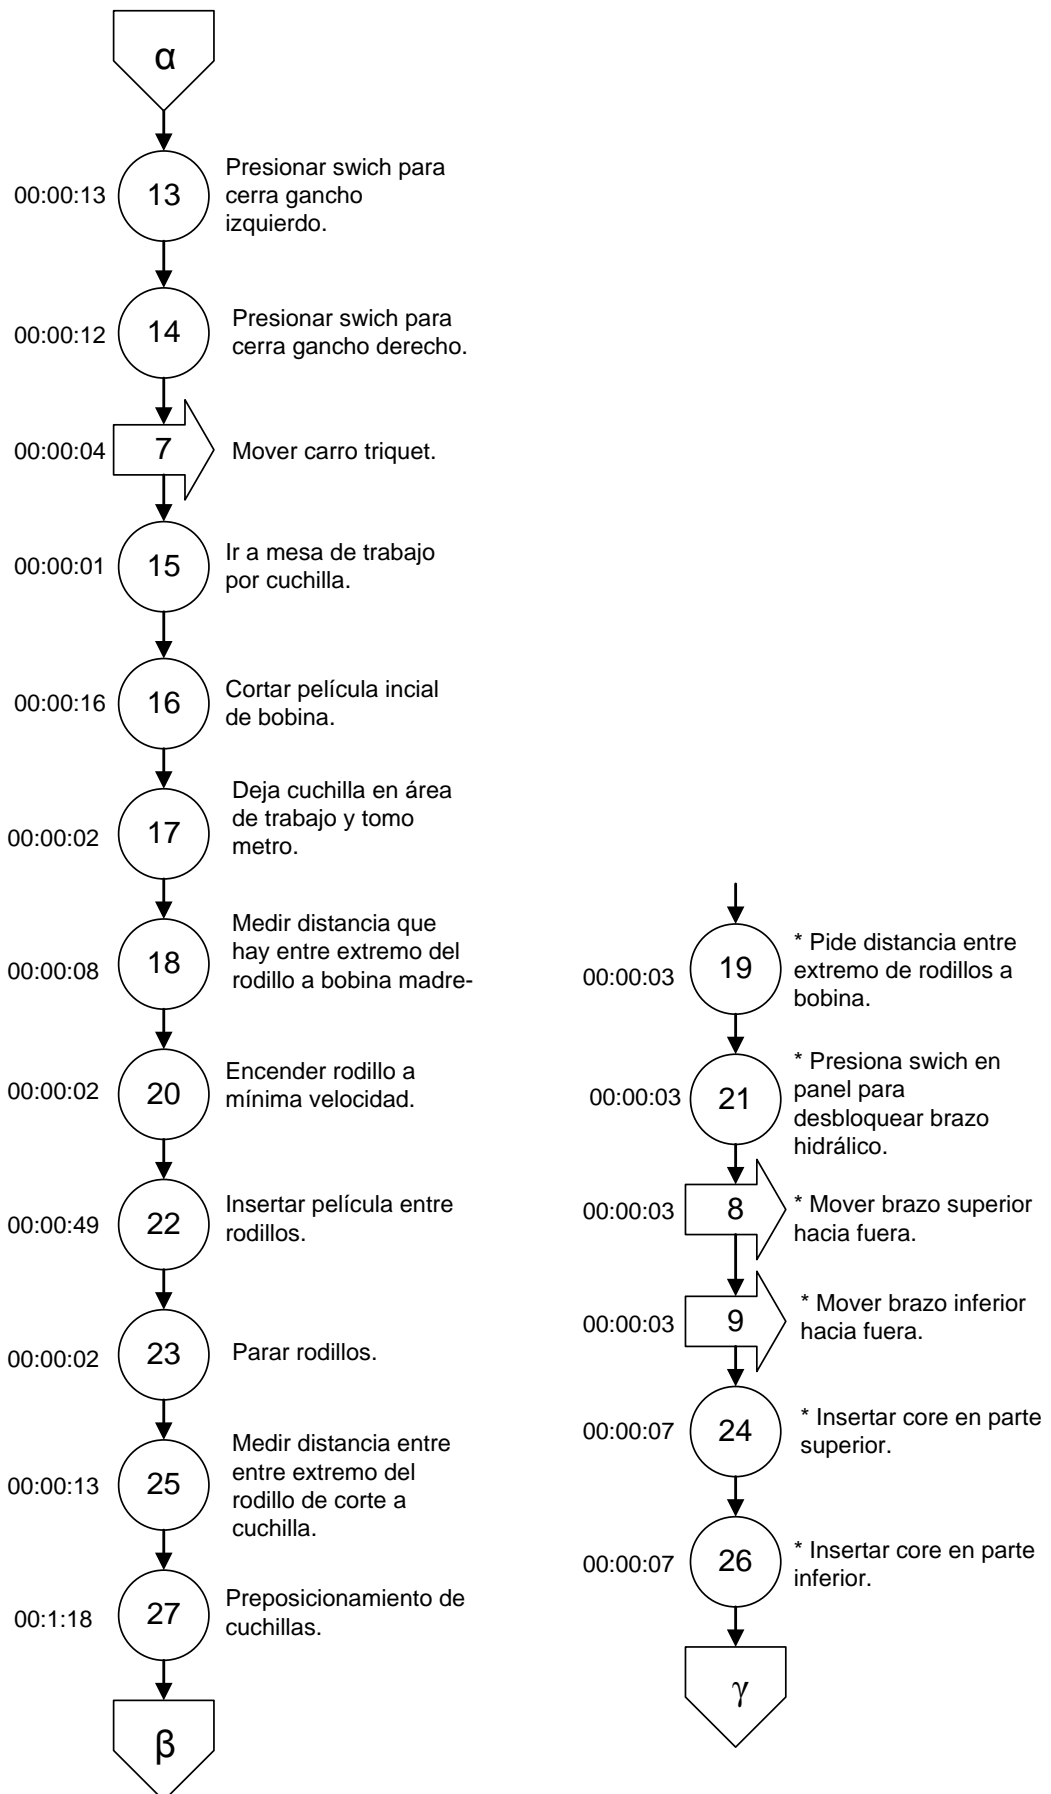 α
00:00:13
13
Presionar swich para
cerra gancho
izquierdo.
00:00:12
14
Presionar swich para
cerra gancho derecho.
00:00:04
7
Mover carro triquet.
00:00:01
15
Ir a mesa de trabajo
por cuchilla.
00:00:16
16
Cortar película incial
de bobina.
00:00:02
17
Deja cuchilla en área
de trabajo y tomo
metro.
00:00:08
18
Medir distancia que
hay entre extremo del
rodillo a bobina madre-
00:00:02
20
Encender rodillo a
mínima velocidad.
00:00:49
22
Insertar película entre
rodillos.
00:00:02
23
Parar rodillos.
00:00:13
25
Medir distancia entre
entre extremo del
rodillo de corte a
cuchilla.
00:1:18
27
Preposicionamiento de
cuchillas.
β
00:00:03
19
* Pide distancia entre
extremo de rodillos a
bobina.
00:00:03
21
* Presiona swich en
panel para
desbloquear brazo
hidrálico.
00:00:03
8
* Mover brazo superior
hacia fuera.
00:00:03
9
* Mover brazo inferior
hacia fuera.
00:00:07
24
* Insertar core en parte
superior.
00:00:07
26
* Insertar core en parte
inferior.
γ